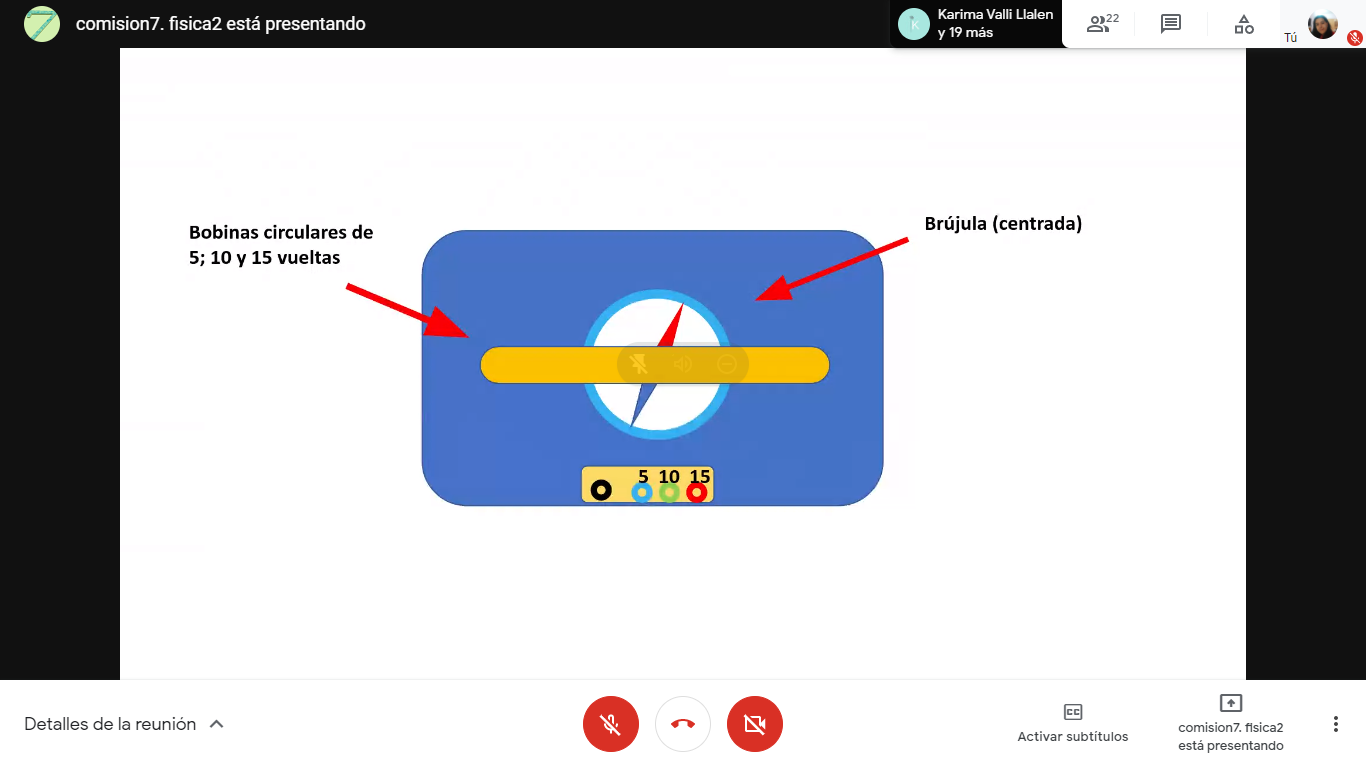 comision7. fisica2 está presentando
Karima Valli Llalen
y 19 más
22
Tú
Bobinas circulares de
5; 10 y 15 vueltas
Brújula (centrada)
5 10 15
Detalles de la reunión
Activar subtítulos
comision7. fisica2
está presentando